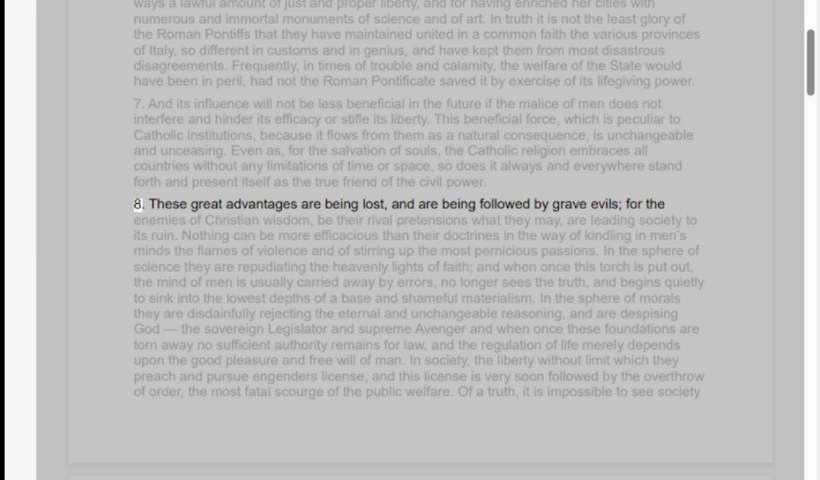 ways a lawful amount of just and proper liberty, and for having enriched her cities with
numerous and immortal monuments of science and of art. In truth it is not the least glory of
the Roman Pontiffs that they have maintained united in a common faith the various provinces
of Italy, so different in customs and in genius, and have kept them from most disastrous
disagreements. Frequently, in times of trouble and calamity, the welfare of the State would
have been in peril, had not the Roman Pontificate saved it by exercise of its lifegiving power.
7. And its influence will not be less beneficial in the future if the malice of men does not
interfere and hinder its efficacy or stifle its liberty. This beneficial force, which is peculiar to
Catholic institutions, because it flows from them as a natural consequence, is unchangeable
and unceasing. Even as, for the salvation of souls, the Catholic religion embraces all
countries without any limitations of time or space, so does it always and everywhere stand
forth and present itself as the true friend of the civil power.
8. These great advantages are being lost, and are being followed by grave evils; for the
enemies of Christian wisdom, be their rival pretensions what they may, are leading society to
its ruin. Nothing can be more efficacious than their doctrines in the way of kindling in men's
minds the flames of violence and of stirring up the most pernicious passions. In the sphere of
science they are repudiating the heavenly lights of faith; and when once this torch is put out,
the mind of men is usually carried away by errors, no longer sees the truth, and begins quietly
to sink into the lowest depths of a base and shameful materialism. In the sphere of morals
they are disdainfully rejecting the eternal and unchangeable reasoning, and are despising
God — the sovereign Legislator and supreme Avenger and when once these foundations are
torn away no sufficient authority remains for law, and the regulation of life merely depends
upon the good pleasure and free will of man. In society, the liberty without limit which they
preach and pursue engenders license, and this license is very soon followed by the overthrow
of order, the most fatal scourge of the public welfare. Of a truth, it is impossible to see society